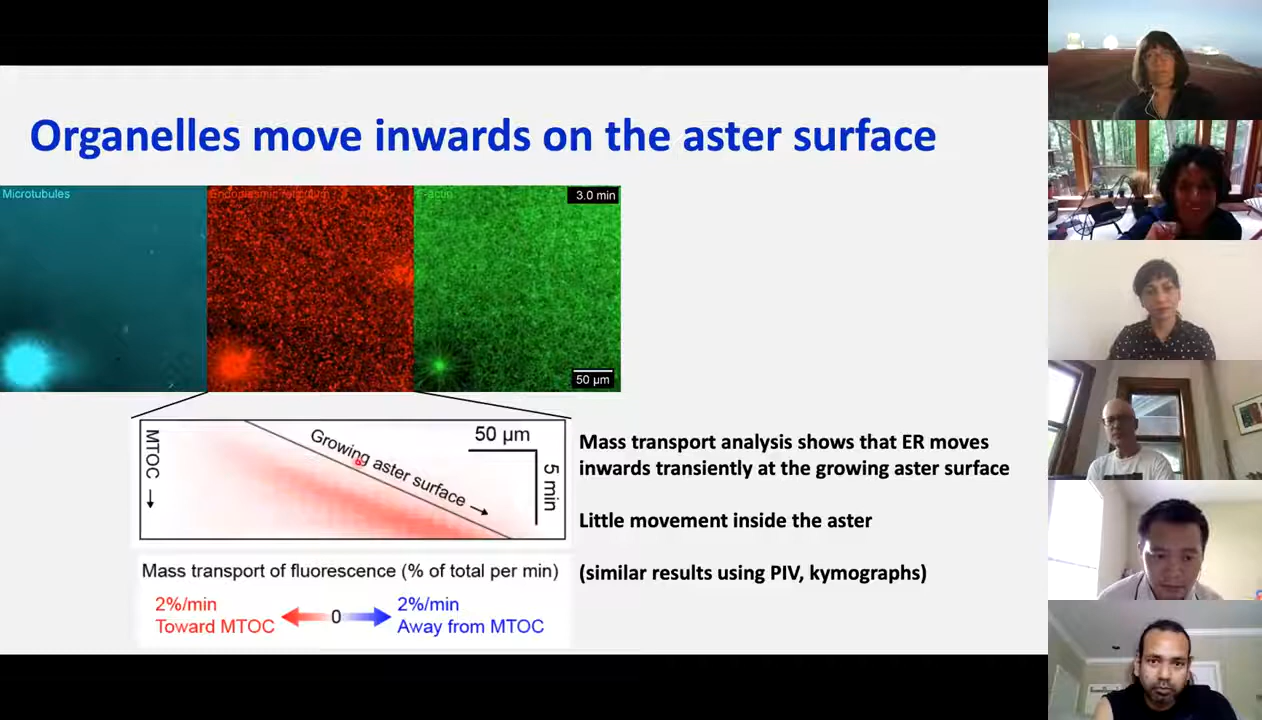 Organelles move inwards on the aster surface
Microtubules
Endoplasmic reticulum
F-actin
3.0 min
50 µm
MTOC →
Growing aster surface →
50 µm
5 min
Mass transport analysis shows that ER moves
inwards transiently at the growing aster surface
Little movement inside the aster
(similar results using PIV, kymographs)
Mass transport of fluorescence (% of total per min)
2%/min
Toward MTOC
0
2%/min
Away from MTOC